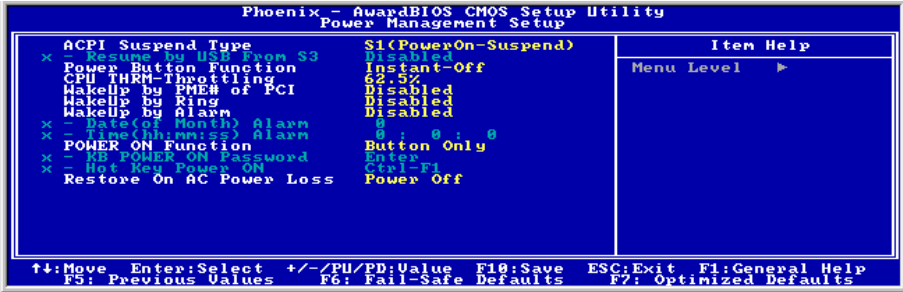 Phoenix - AwardBIOS CMOS Setup Utility
Power Management Setup
ACPI Suspend Type S1(PowerOn-Suspend)
x - Resume by USB From S3 Disabled
Power Button Function Instant-Off
CPU THRM-Throttling 62.5%
WakeUp by PME# of PCI Disabled
WakeUp by Ring Disabled
WakeUp by Alarm Disabled
x - Date(of Month) Alarm 0
x - Time(hh:mm:ss) Alarm 0 : 0 : 0
POWER ON Function Button Only
x - KB POWER ON Password Enter
x - Hot Key Power ON Ctrl-F1
Restore On AC Power Loss Power Off
Item Help
Menu Level ▶
↑↓:Move Enter:Select +/-/PU/PD:Value F10:Save ESC:Exit F1:General Help
F5: Previous Values F6: Fail-Safe Defaults F7: Optimized Defaults